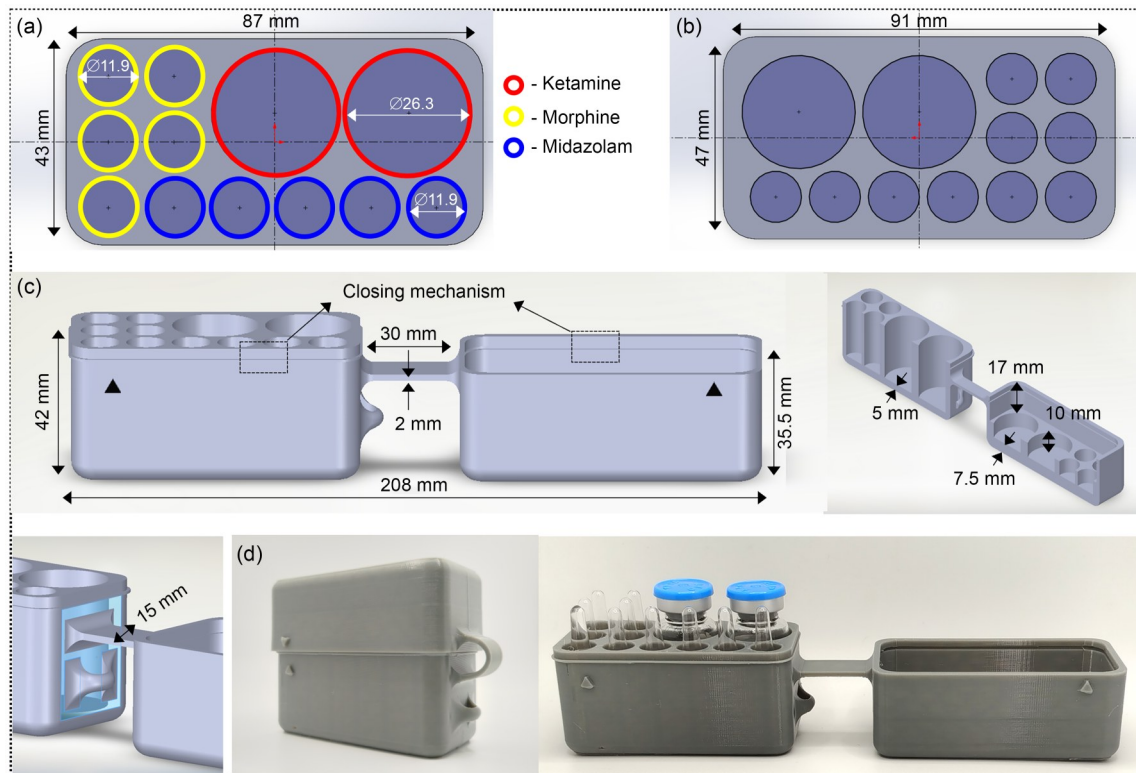 (a)
87 mm
43 mm
Ø11.9
Ø26.3
Ø11.9
- Ketamine
- Morphine
- Midazolam
(b)
91 mm
47 mm
(c)
Closing mechanism
30 mm
2 mm
42 mm
35.5 mm
208 mm
17 mm
10 mm
5 mm
7.5 mm
15 mm
(d)